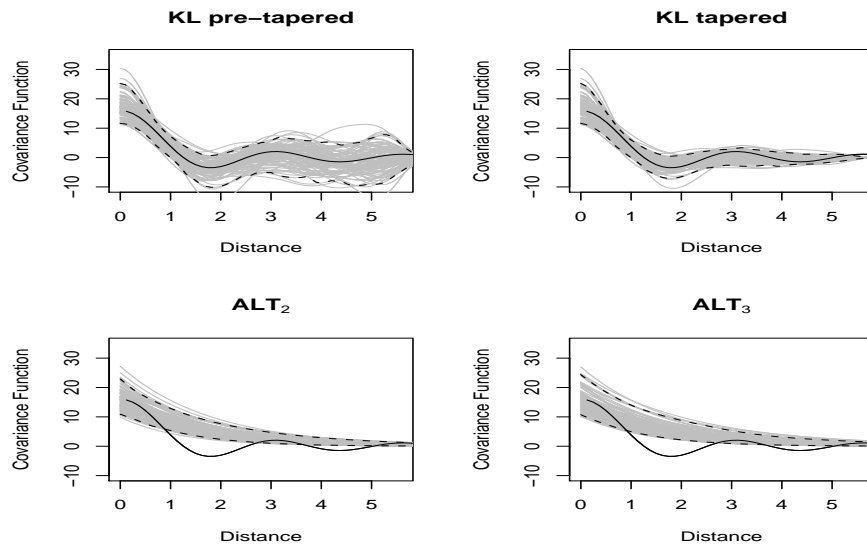 KL pre−tapered
Covariance Function
30
20
10
0
−10
0 1 2 3 4 5
Distance
KL tapered
Covariance Function
30
20
10
0
−10
0 1 2 3 4 5
Distance
ALT2
Covariance Function
30
20
10
0
−10
0 1 2 3 4 5
Distance
ALT3
Covariance Function
30
20
10
0
−10
0 1 2 3 4 5
Distance